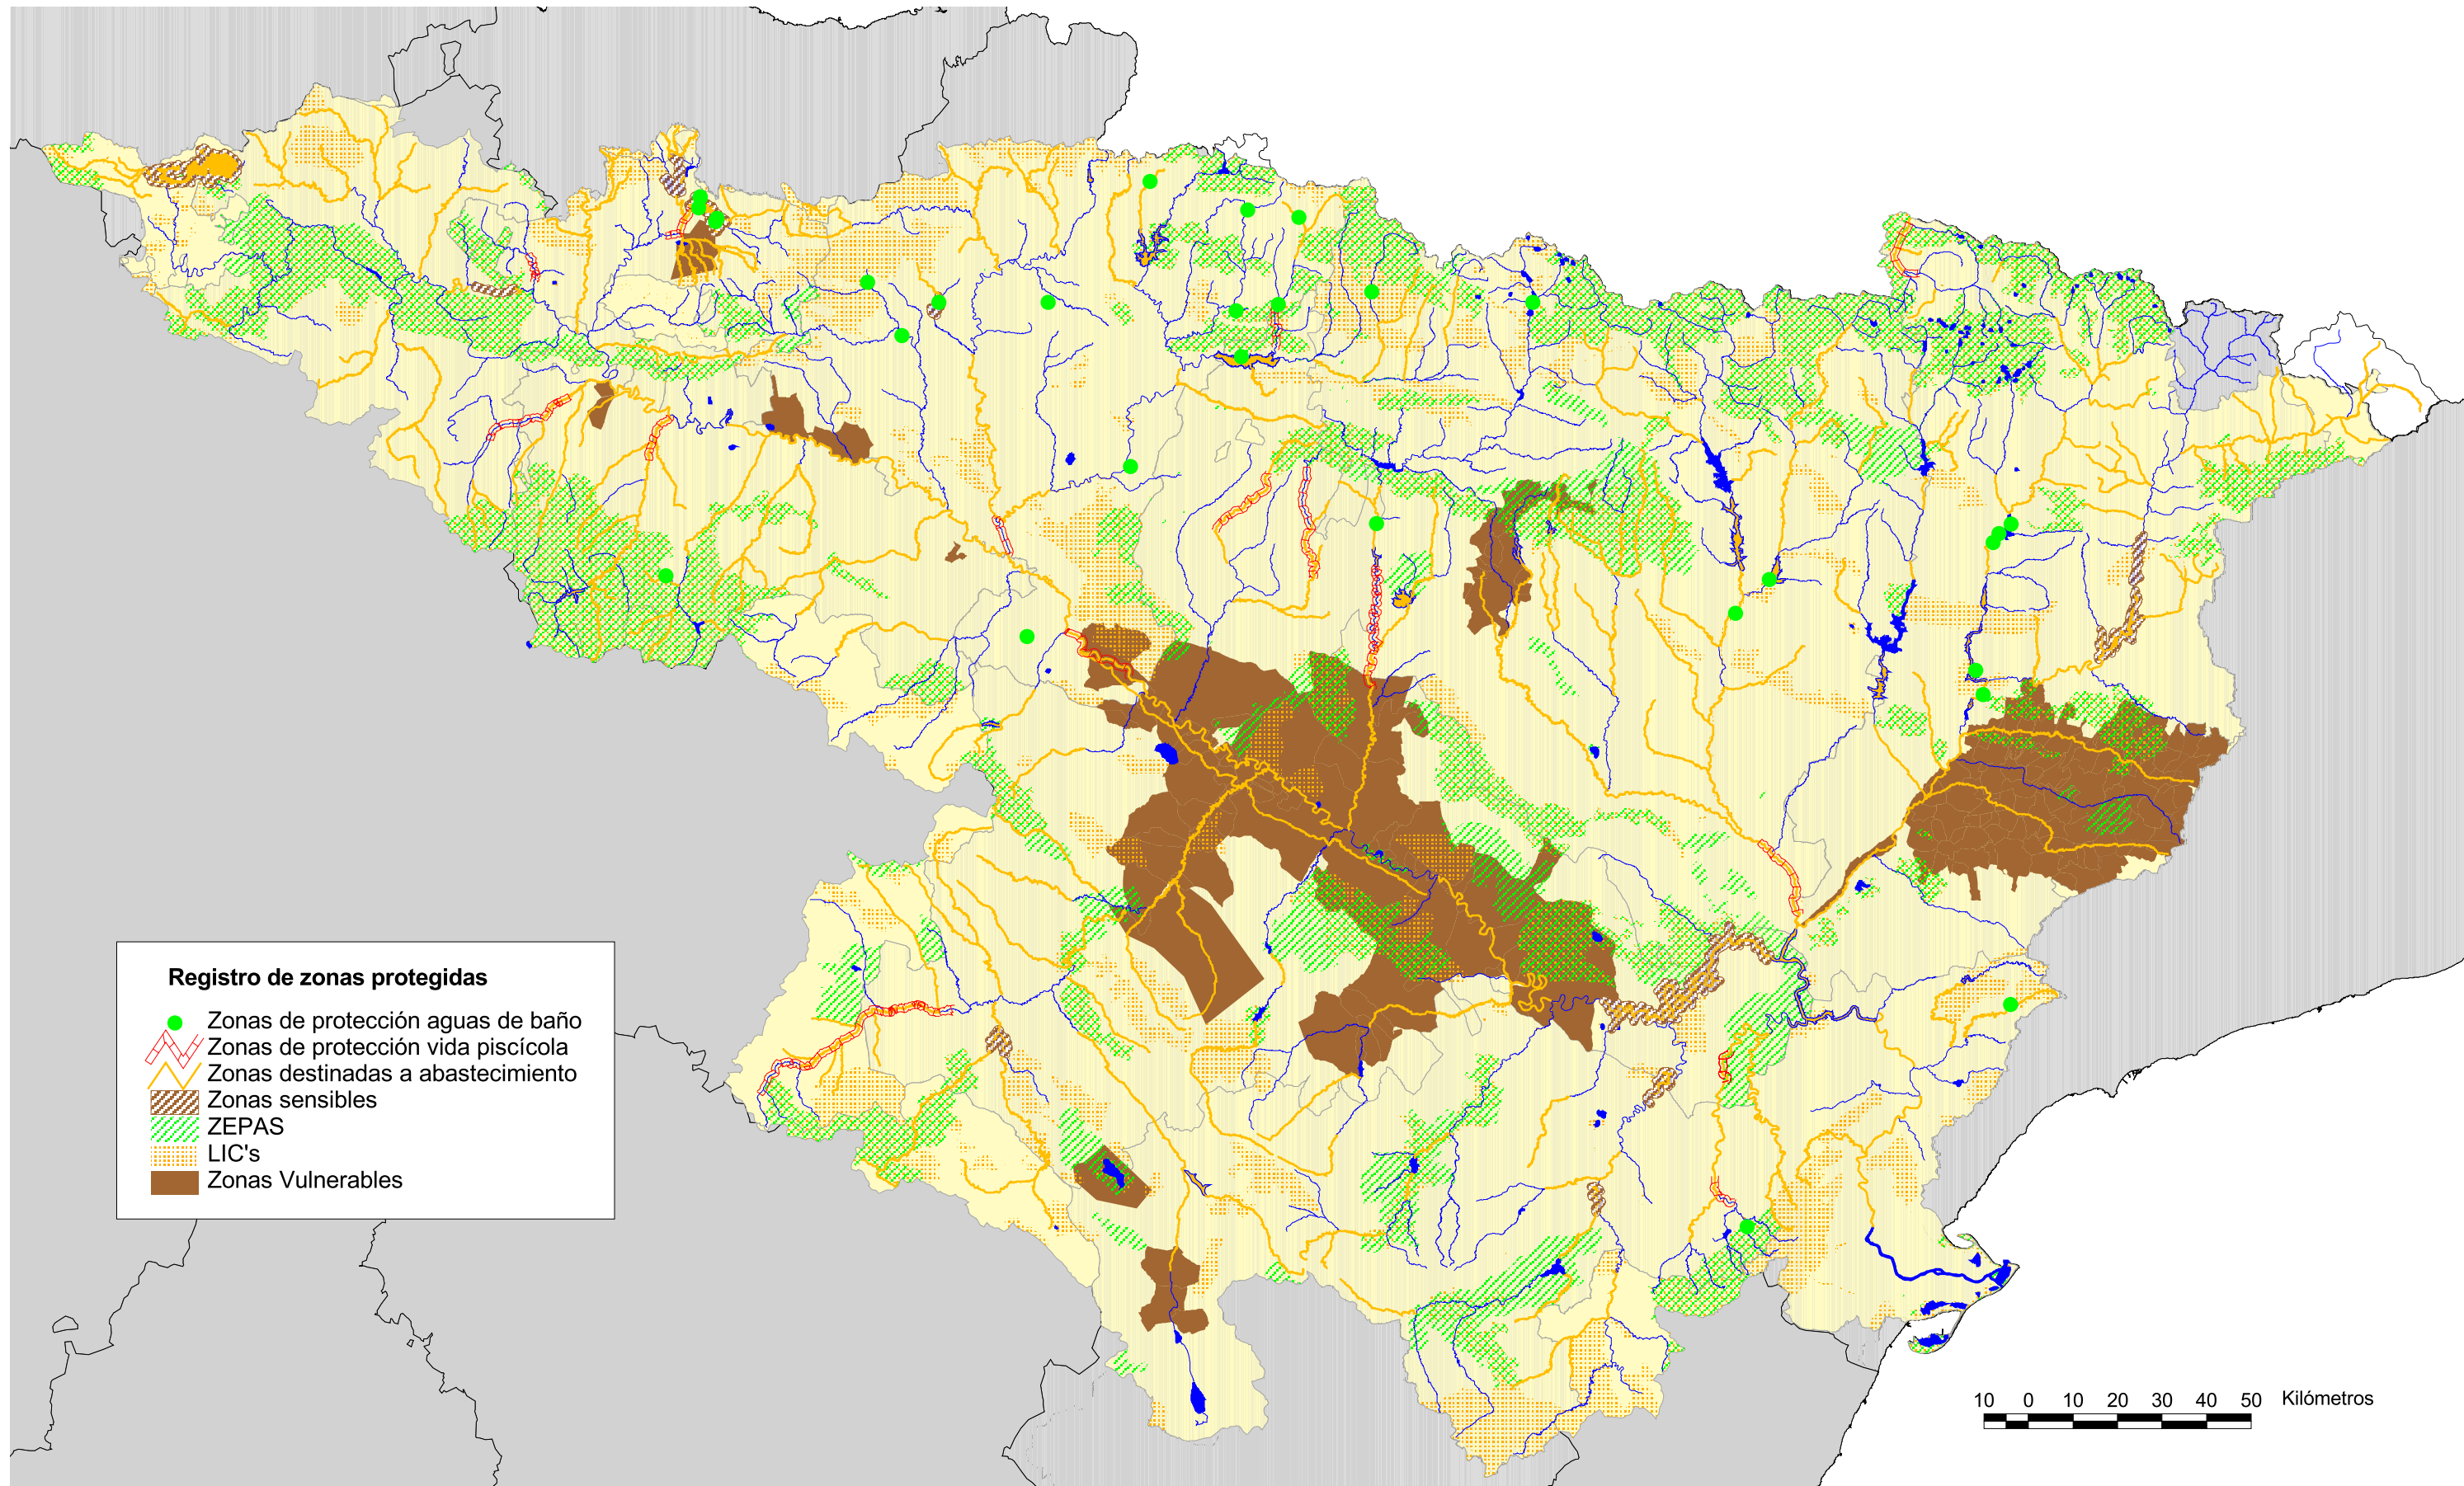 Registro de zonas protegidas
Zonas de protección aguas de baño
Zonas de protección vida piscícola
Zonas destinadas a abastecimiento
Zonas sensibles
ZEPAS
LIC's
Zonas Vulnerables
10 0 10 20 30 40 50 Kilómetros